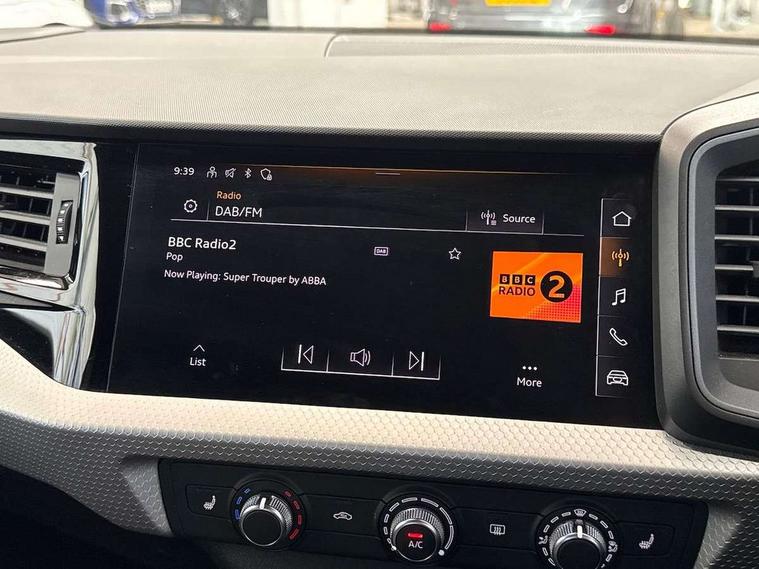 9:39
Radio
DAB/FM
Source
BBC Radio2
Pop
DAB
Now Playing: Super Trouper by ABBA
BBC
RADIO 2
List
More
A/C